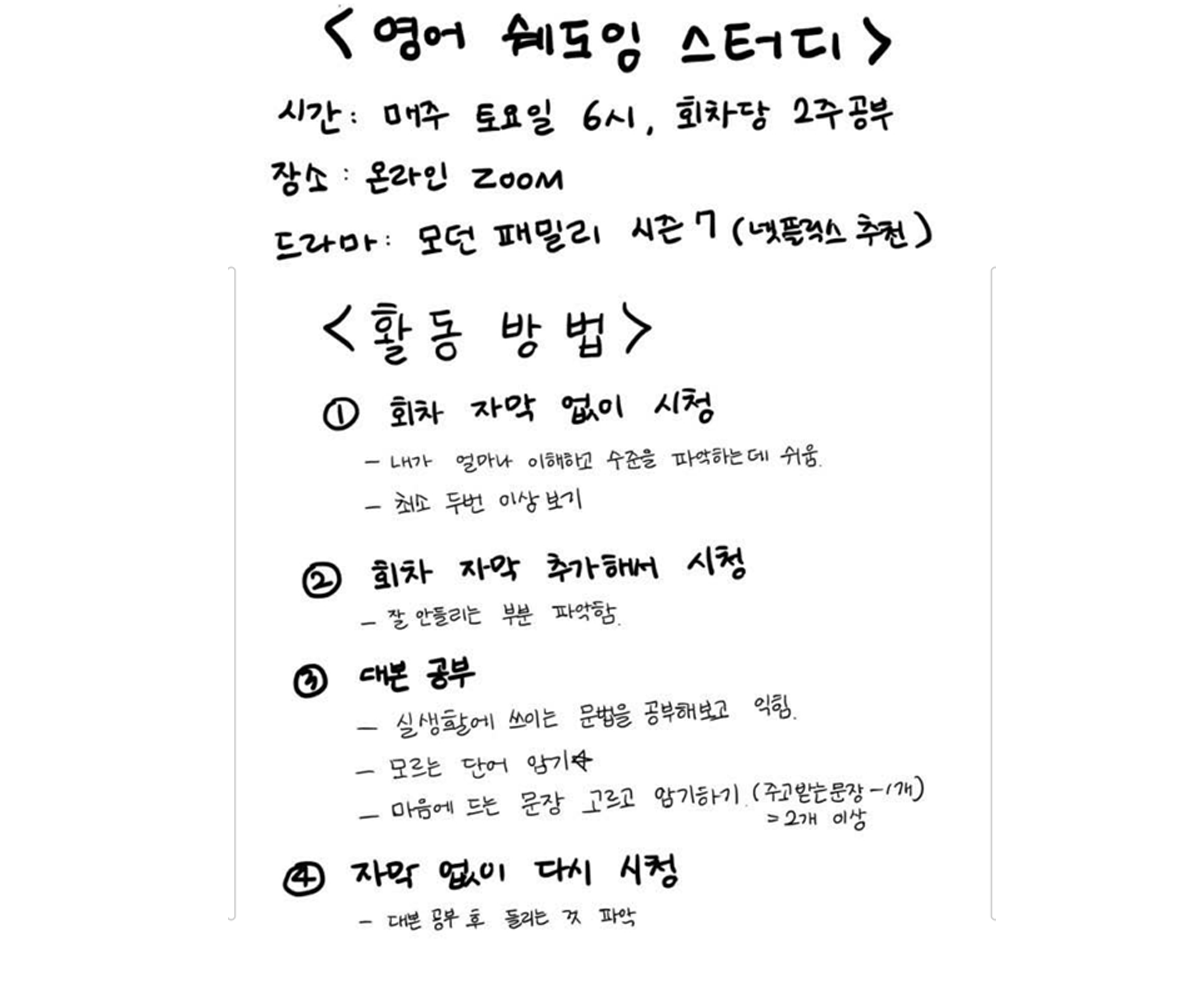 <영어 쉐도잉 스터디>
시간: 매주 토요일 6시, 회차당 2주공부
장소: 온라인 ZOOM
드라마: 모던 패밀리 시즌7 (넷플릭스 추천)
<활동 방법>
① 회차 자막 없이 시청
- 내가 얼마나 이해하고 수준을 파악하는데 쉬움.
- 최소 두번 이상 보기
② 회차 자막 추가해서 시청
- 잘 안들리는 부분 파악함.
③ 대본 공부
- 실생활에 쓰이는 문법을 공부해보고 익힘.
- 모르는 단어 암기
- 마음에 드는 문장 고르고 암기하기. (주고받는문장-1개)
=2개 이상
④ 자막 없이 다시 시청
- 대본 공부 후 들리는 것 파악